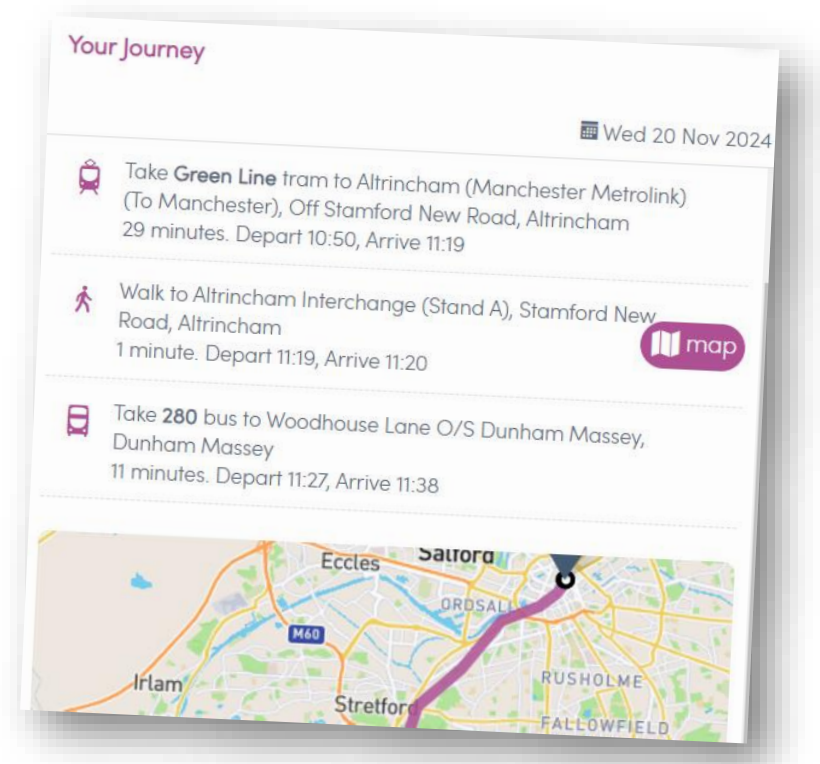 Your Journey
Wed 20 Nov 2024
Take Green Line tram to Altrincham (Manchester Metrolink)
(To Manchester), Off Stamford New Road, Altrincham
29 minutes. Depart 10:50, Arrive 11:19
Walk to Altrincham Interchange (Stand A), Stamford New
Road, Altrincham
1 minute. Depart 11:19, Arrive 11:20
map
Take 280 bus to Woodhouse Lane O/S Dunham Massey,
Dunham Massey
11 minutes. Depart 11:27, Arrive 11:38
Salford
Eccles
ORDSALL
M60
Irlam
RUSHOLME
Stretford
FALLOWFIELD